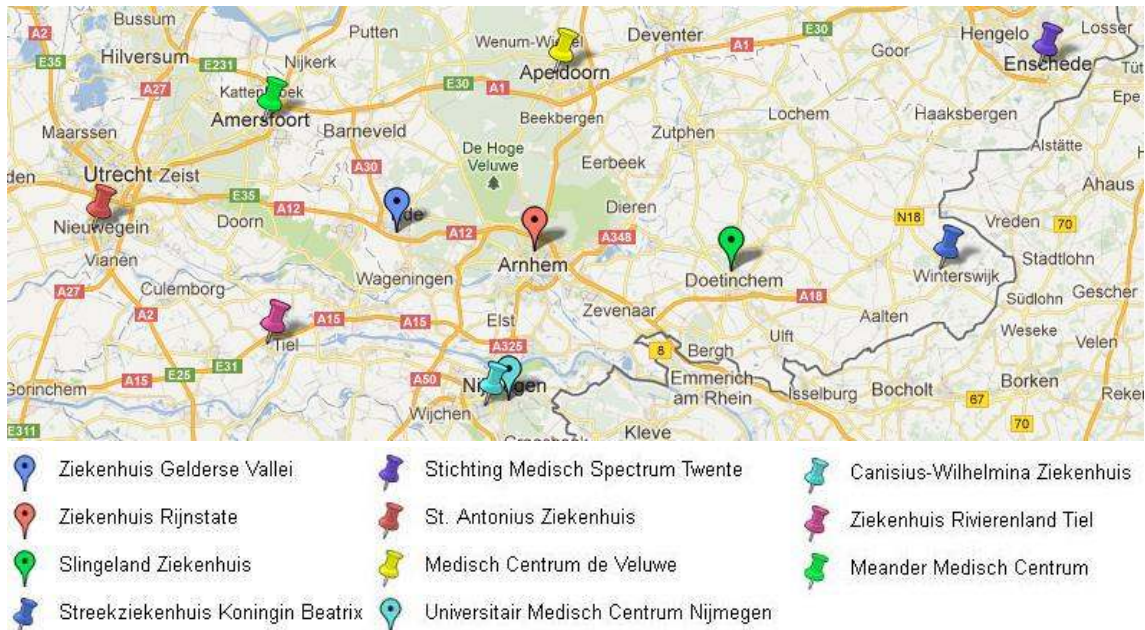 A2
Bussum
Putten
Wenum-Wiesel
Deventer
A1
E30
Hengelo
Losser
Hilversum
E35
E231
Nijkerk
Goor
Enschede
A27
Apeldoorn
E30
A1
Epe
Amersfoort
Lochem
Haaksbergen
Maarssen
Barneveld
Beekbergen
Zutphen
Alstätte
De Hoge
Veluwe
Eerbeek
Utrecht
Zeist
A30
Ahaus
E35
Dieren
N18
Vreden
70
Nieuwegein
Doorn
A12
A12
A348
Vianen
Arnhem
Stadtlohn
Wageningen
Doetinchem
Winterswijk
A27
Culemborg
A2
Zevenaar
A18
Südlohn
Gescher
A15
A15
Elst
Aalten
Tiel
Ulft
Weseke
Velen
A325
8
Bergh
E31
A15
E25
A50
Gorinchem
Emmerich
am Rhein
Isselburg
Bocholt
67
Borken
Wijchen
70
E311
Kleve
Ziekenhuis Gelderse Vallei
Stichting Medisch Spectrum Twente
Canisius-Wilhelmina Ziekenhuis
Ziekenhuis Rijnstate
St. Antonius Ziekenhuis
Ziekenhuis Rivierenland Tiel
Slingeland Ziekenhuis
Medisch Centrum de Veluwe
Meander Medisch Centrum
Streekziekenhuis Koningin Beatrix
Universitair Medisch Centrum Nijmegen